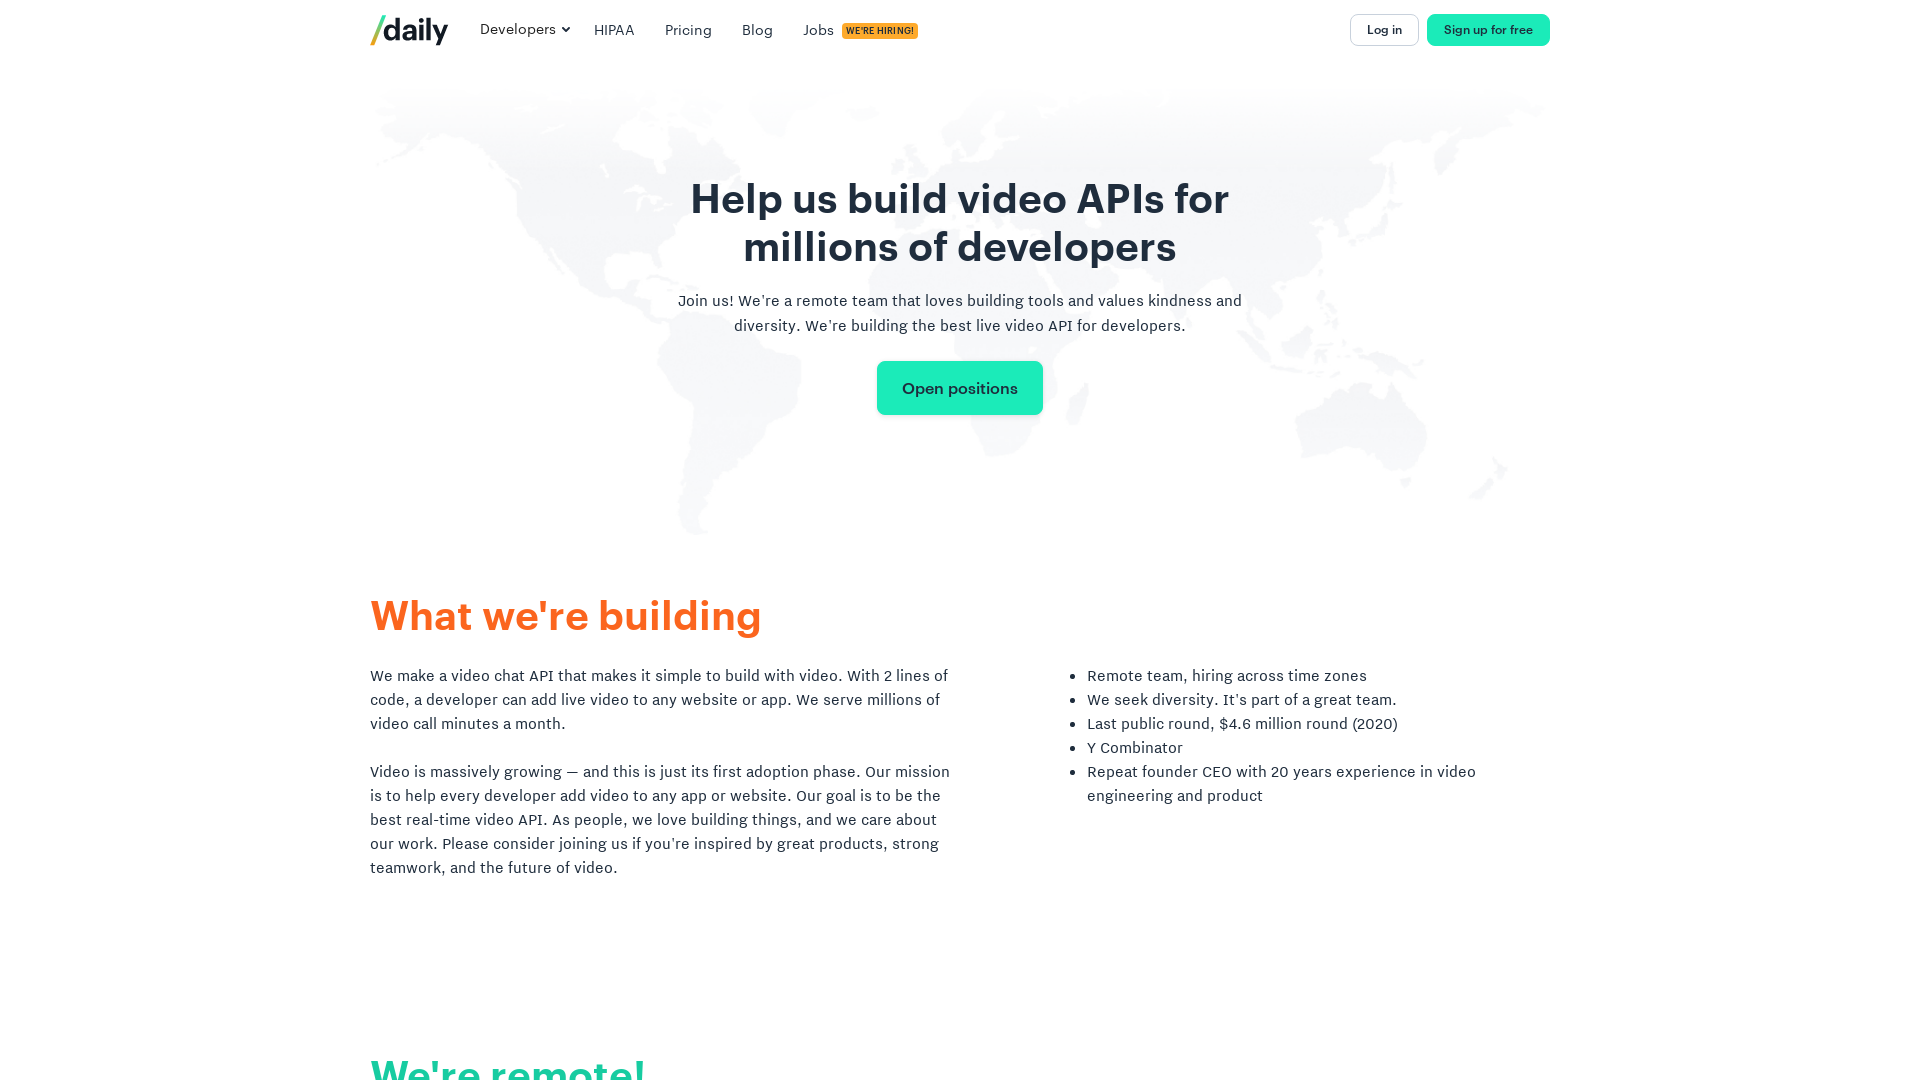 /daily
Developers
HIPAA
Pricing
Blog
Jobs WE'RE HIRING!
Log in
Sign up for free
Help us build video APIs for
millions of developers
Join us! We're a remote team that loves building tools and values kindness and
diversity. We're building the best live video API for developers.
Open positions
What we're building
We make a video chat API that makes it simple to build with video. With 2 lines of
code, a developer can add live video to any website or app. We serve millions of
video call minutes a month.
Video is massively growing — and this is just its first adoption phase. Our mission
is to help every developer add video to any app or website. Our goal is to be the
best real-time video API. As people, we love building things, and we care about
our work. Please consider joining us if you're inspired by great products, strong
teamwork, and the future of video.
Remote team, hiring across time zones
We seek diversity. It's part of a great team.
Last public round, $4.6 million round (2020)
Y Combinator
Repeat founder CEO with 20 years experience in video
engineering and product
We're remote!